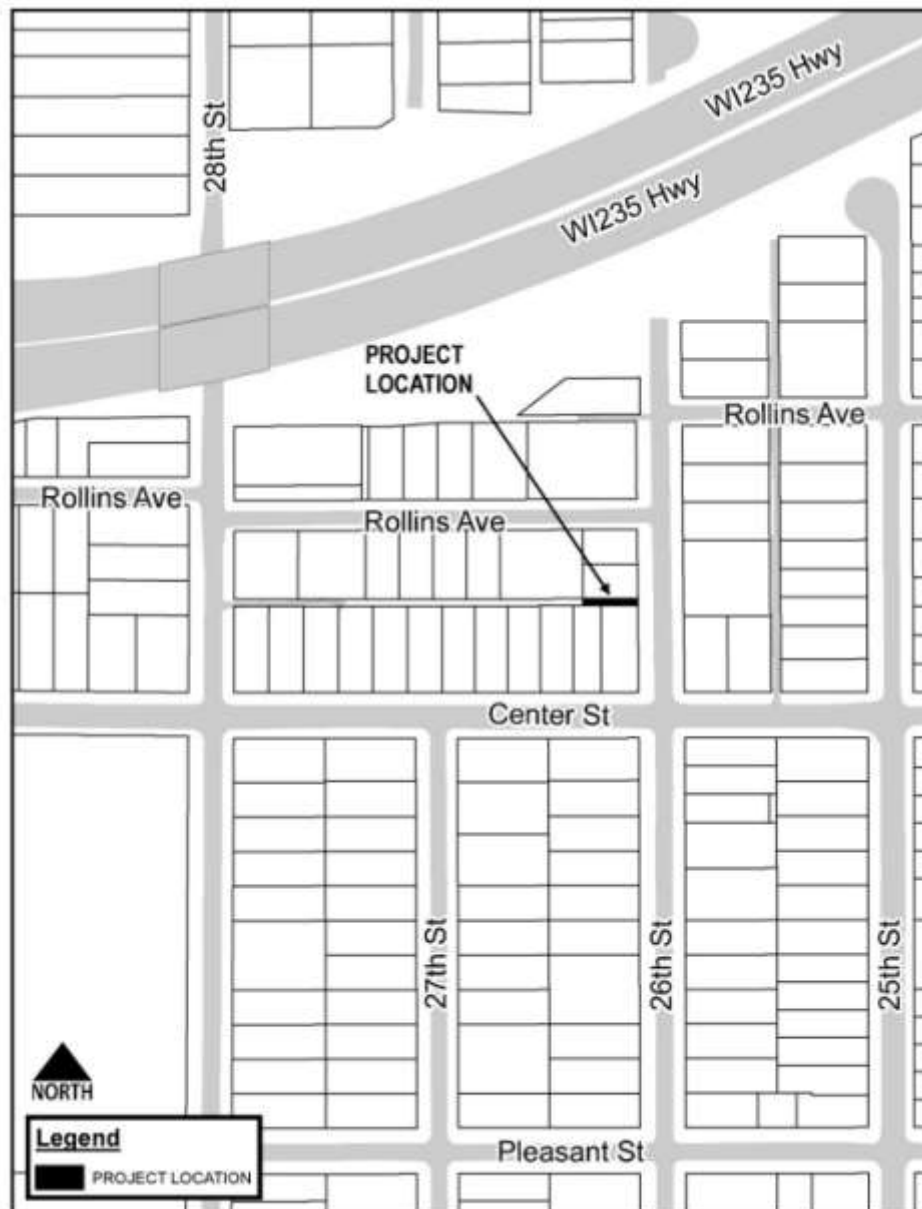 WI235 Hwy
28th St
WI235 Hwy
PROJECT
LOCATION
Rollins Ave
Rollins Ave
Rollins Ave
Center St
27th St
26th St
25th St
NORTH
Legend
PROJECT LOCATION
Pleasant St